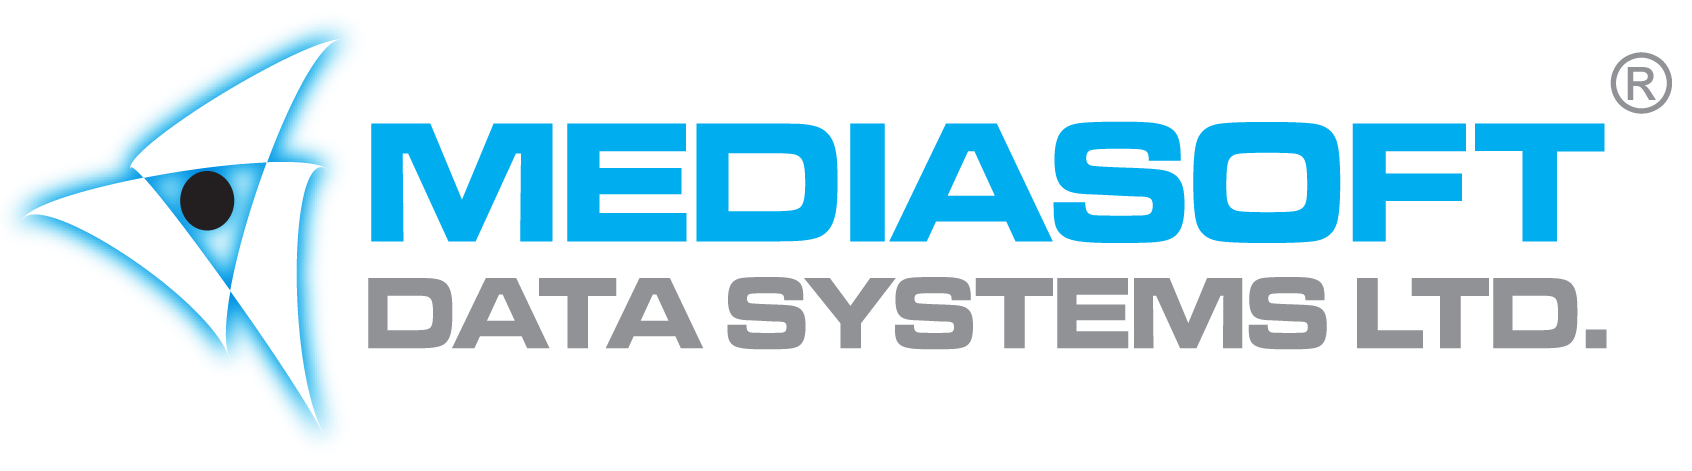 MEDIASOFT®
DATA SYSTEMS LTD.